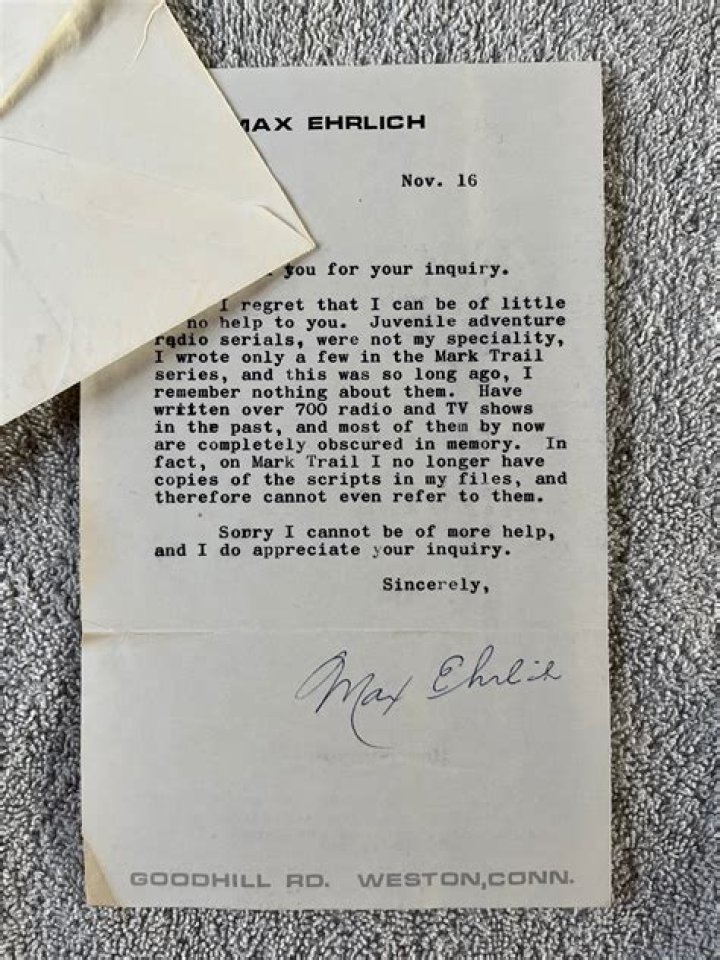 MAX EHRLICH
Nov. 16
you for your inquiry.
I regret that I can be of little
no help to you. Juvenile adventure
radio serials, were not my speciality,
I wrote only a few in the Mark Trail
series, and this was so long ago, I
remember nothing about them. Have
written over 700 radio and TV shows
in the past, and most of them by now
are completely obscured in memory. In
fact, on Mark Trail I no longer have
copies of the scripts in my files, and
therefore cannot even refer to them.
Sorry I cannot be of more help,
and I do appreciate your inquiry.
Sincerely,
Max Ehrlich
GOODHILL RD. WESTON,CONN.